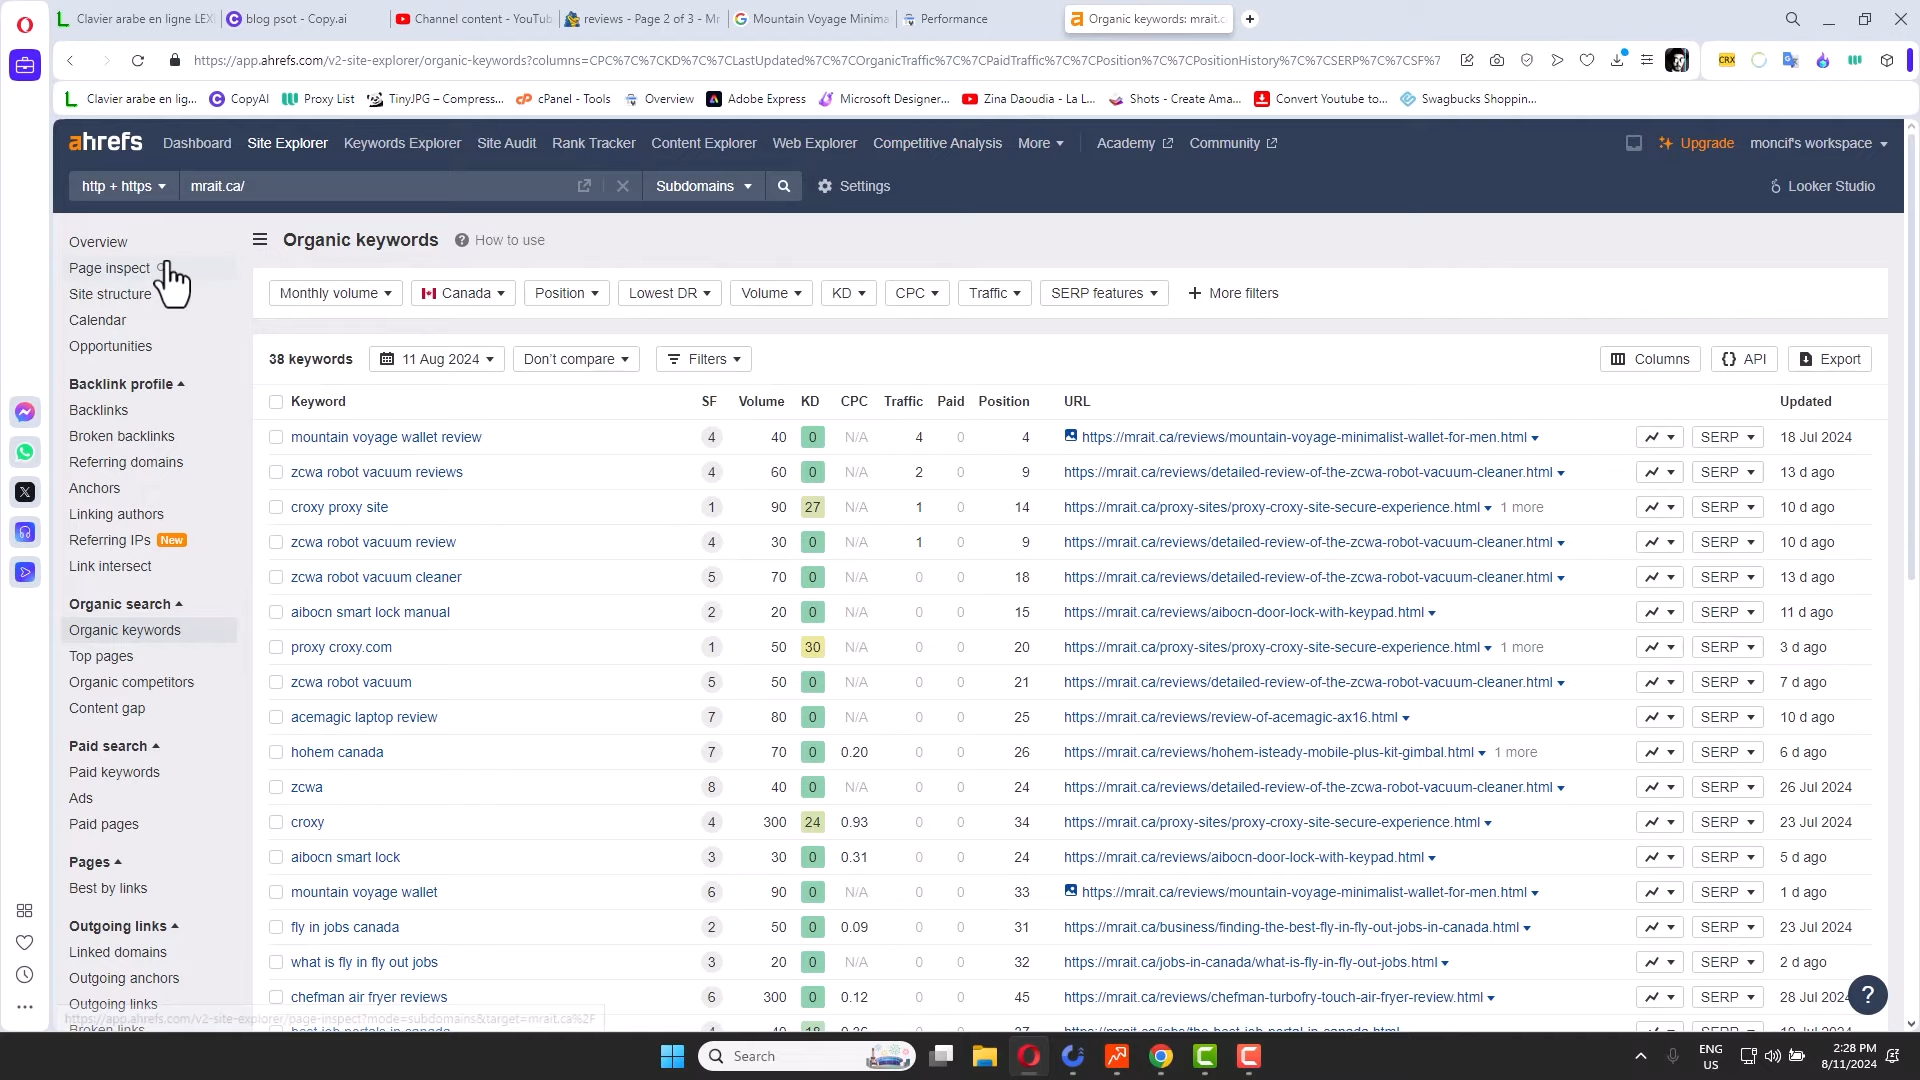 Clavier arabe en ligne LEX
blog psot - Copy.ai
Channel content - YouTub
reviews - Page 2 of 3 - Mr
Mountain Voyage Minima
Performance
Organic keywords: mrait.c
https://app.ahrefs.com/v2-site-explorer/organic-keywords?columns=CPC%7C%7CKD%7C%7CLastUpdated%7C%7COrganicTraffic%7C%7CPaidTraffic%7C%7CPosition%7C%7CPositionHistory%7C%7CSERP%7C%7CSF%7
CRX
Clavier arabe en lig...
CopyAI
Proxy List
TinyJPG – Compress...
cPanel - Tools
Overview
Adobe Express
Microsoft Designer...
Zina Daoudia - La L...
Shots - Create Ama...
Convert Youtube to...
Swagbucks Shoppin...
ahrefs Dashboard Site Explorer Keywords Explorer Site Audit Rank Tracker Content Explorer Web Explorer Competitive Analysis More Academy Community Upgrade moncif's workspace
http + https mrait.ca/ Subdomains Settings Looker Studio
Overview
Page inspect
Site structure
Calendar
Opportunities
Backlink profile
Backlinks
Broken backlinks
Referring domains
Anchors
Linking authors
Referring IPs New
Link intersect
Organic search
Organic keywords
Top pages
Organic competitors
Content gap
Paid search
Paid keywords
Ads
Paid pages
Pages
Best by links
Outgoing links
Linked domains
Outgoing anchors
Outgoing links
Broken links
https://app.ahrefs.com/v2-site-explorer/page-inspect?mode=subdomains&target=mrait.ca%2F
Organic keywords ? How to use
Monthly volume Canada Position Lowest DR Volume KD CPC Traffic SERP features + More filters
38 keywords 11 Aug 2024 Don't compare Filters Columns {} API Export
Keyword SF Volume KD CPC Traffic Paid Position URL Updated
mountain voyage wallet review 4 40 0 N/A 4 0 4 https://mrait.ca/reviews/mountain-voyage-minimalist-wallet-for-men.html SERP 18 Jul 2024
zcwa robot vacuum reviews 4 60 0 N/A 2 0 9 https://mrait.ca/reviews/detailed-review-of-the-zcwa-robot-vacuum-cleaner.html SERP 13 d ago
croxy proxy site 1 90 27 N/A 1 0 14 https://mrait.ca/proxy-sites/proxy-croxy-site-secure-experience.html 1 more SERP 10 d ago
zcwa robot vacuum review 4 30 0 N/A 1 0 9 https://mrait.ca/reviews/detailed-review-of-the-zcwa-robot-vacuum-cleaner.html SERP 10 d ago
zcwa robot vacuum cleaner 5 70 0 N/A 0 0 18 https://mrait.ca/reviews/detailed-review-of-the-zcwa-robot-vacuum-cleaner.html SERP 13 d ago
aibocn smart lock manual 2 20 0 N/A 0 0 15 https://mrait.ca/reviews/aibocn-door-lock-with-keypad.html SERP 11 d ago
proxy croxy.com 1 50 30 N/A 0 0 20 https://mrait.ca/proxy-sites/proxy-croxy-site-secure-experience.html 1 more SERP 3 d ago
zcwa robot vacuum 5 50 0 N/A 0 0 21 https://mrait.ca/reviews/detailed-review-of-the-zcwa-robot-vacuum-cleaner.html SERP 7 d ago
acemagic laptop review 7 80 0 N/A 0 0 25 https://mrait.ca/reviews/review-of-acemagic-ax16.html SERP 10 d ago
hohem canada 7 70 0 0.20 0 0 26 https://mrait.ca/reviews/hohem-isteady-mobile-plus-kit-gimbal.html 1 more SERP 6 d ago
zcwa 8 40 0 N/A 0 0 24 https://mrait.ca/reviews/detailed-review-of-the-zcwa-robot-vacuum-cleaner.html SERP 26 Jul 2024
croxy 4 300 24 0.93 0 0 34 https://mrait.ca/proxy-sites/proxy-croxy-site-secure-experience.html SERP 23 Jul 2024
aibocn smart lock 3 30 0 0.31 0 0 24 https://mrait.ca/reviews/aibocn-door-lock-with-keypad.html SERP 5 d ago
mountain voyage wallet 6 90 0 N/A 0 0 33 https://mrait.ca/reviews/mountain-voyage-minimalist-wallet-for-men.html SERP 1 d ago
fly in jobs canada 2 50 0 0.09 0 0 31 https://mrait.ca/business/finding-the-best-fly-in-fly-out-jobs-in-canada.html SERP 23 Jul 2024
what is fly in fly out jobs 3 20 0 N/A 0 0 32 https://mrait.ca/jobs-in-canada/what-is-fly-in-fly-out-jobs.html SERP 2 d ago
chefman air fryer reviews 6 300 0 0.12 0 0 45 https://mrait.ca/reviews/chefman-turbofry-touch-air-fryer-review.html SERP 28 Jul 2024
?
Search
ENG
US
2:28 PM
8/11/2024